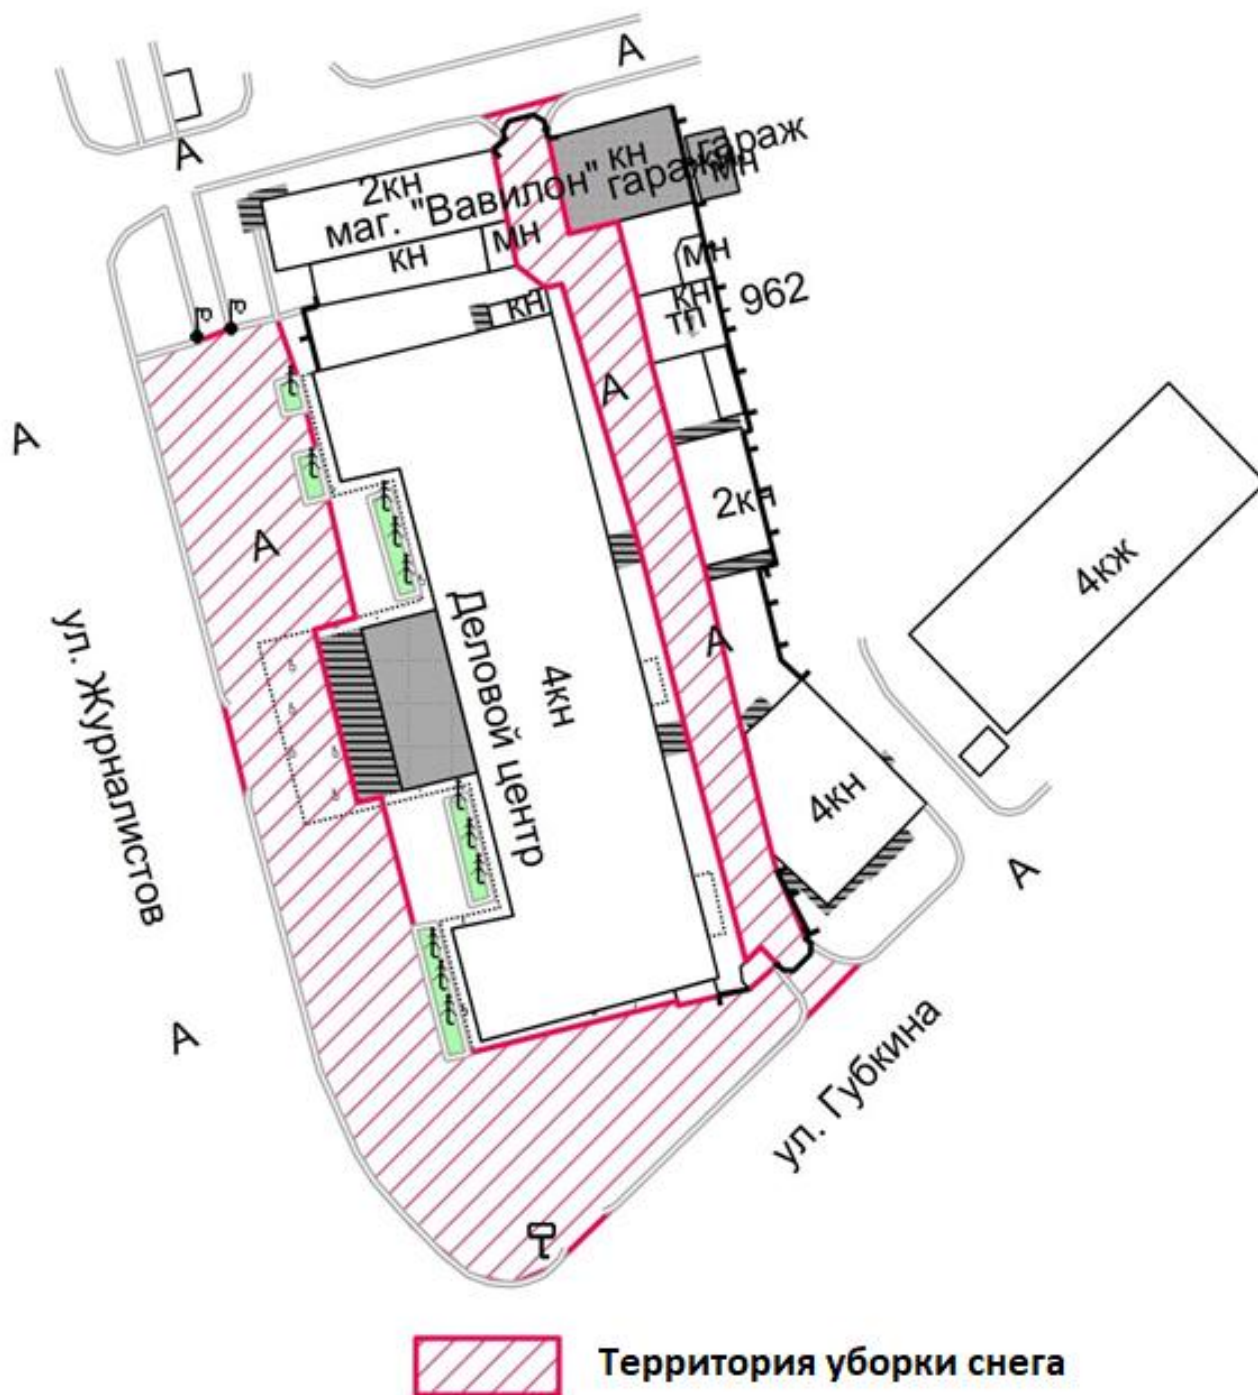 А
А
2кн
маг. "Вавилон"
кн
гараж
гараж
мн
кн
мн
мн
кн
962
тп
кн
А
А
А
2кн
4кж
ул. Журналистов
Деловой центр
4кн
А
4кн
А
А
ул. Губкина
Территория уборки снега